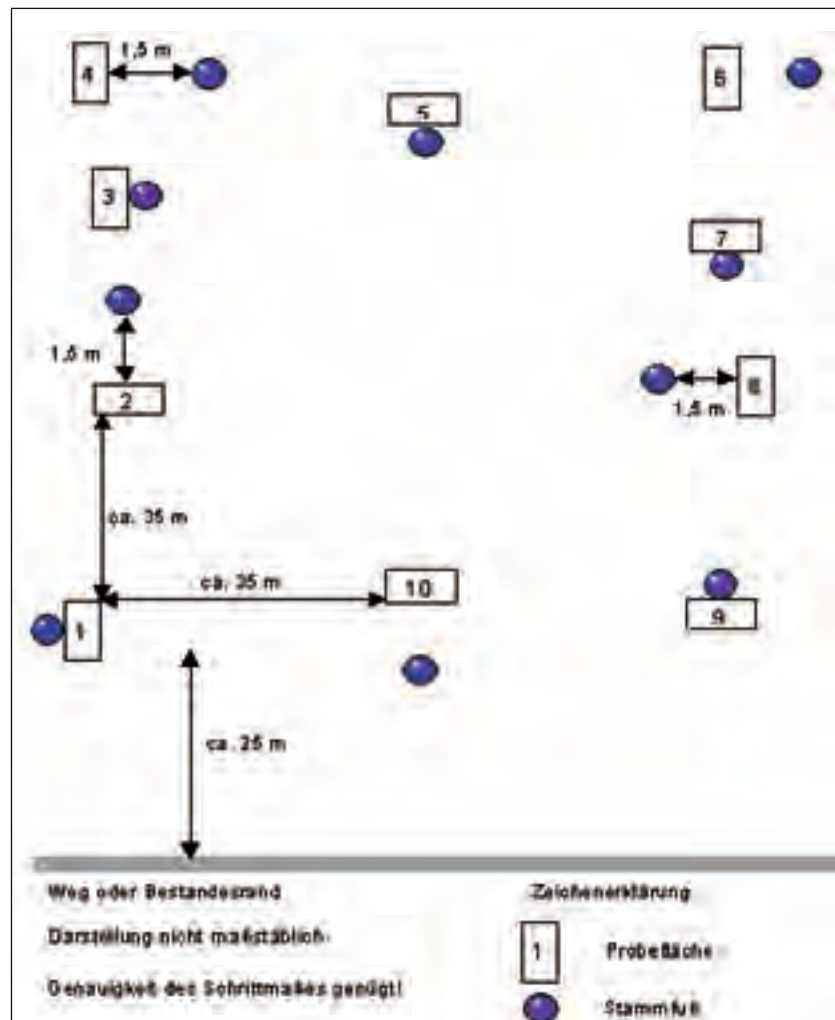 4
1,5 m
5
6
3
7
1,5 m
2
8
1,5 m
ca. 35 m
ca. 35 m
10
1
9
ca. 25 m
Weg oder Bestandesrand
Darstellung nicht maßstäblich
Genauigkeit des Schrittmaßes genügt!
Zeichenerklärung
1
Probefläche
Stammfuß